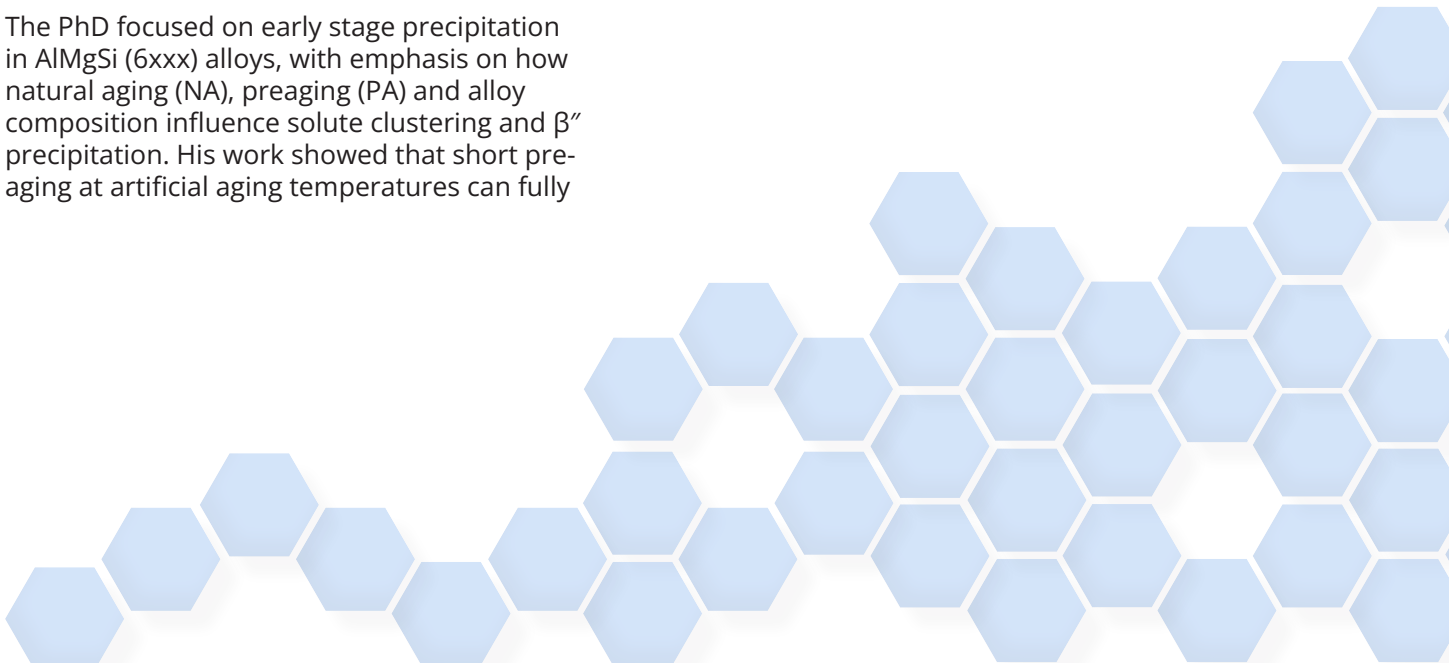 The PhD focused on early stage precipitation
in AlMgSi (6xxx) alloys, with emphasis on how
natural aging (NA), preaging (PA) and alloy
composition influence solute clustering and β″
precipitation. His work showed that short pre-
aging at artificial aging temperatures can fully